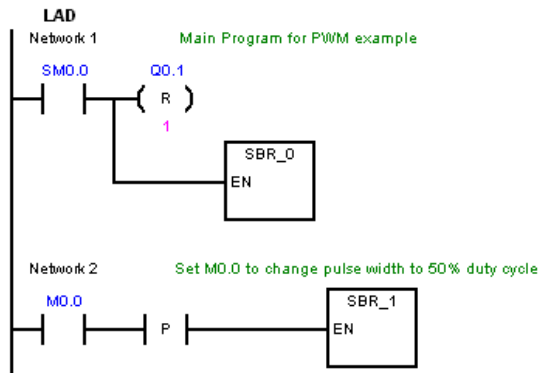 LAD
Network 1 Main Program for PWM example
SM0.0 Q0.1
R
1
SBR_0
EN
Network 2 Set M0.0 to change pulse width to 50% duty cycle
M0.0
P
SBR_1
EN